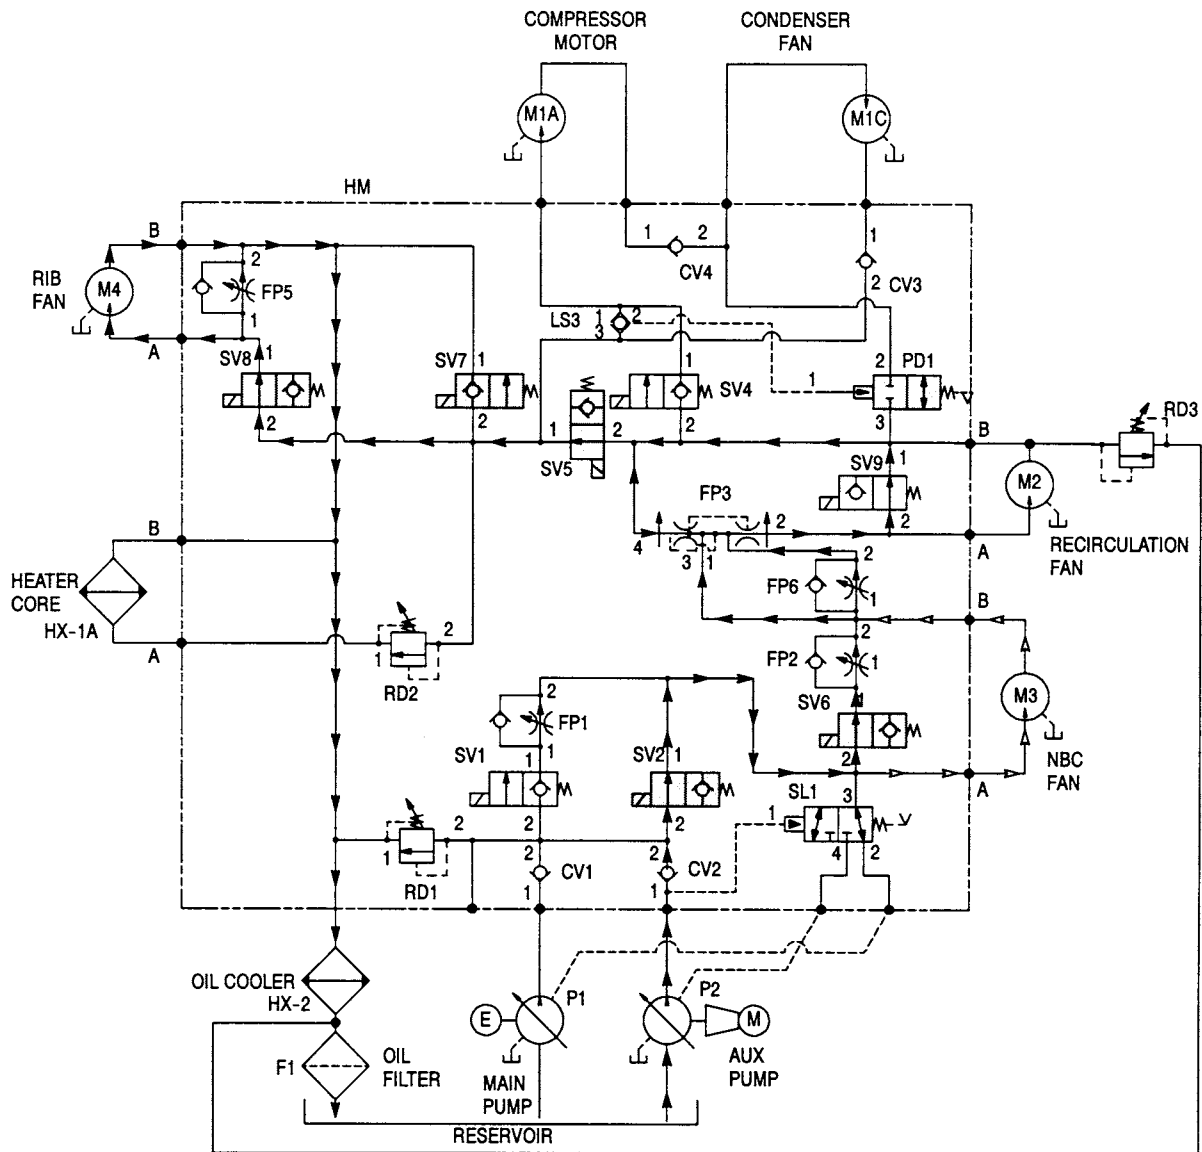 COMPRESSOR
MOTOR
CONDENSER
FAN
M1A
M1C
HM
B
1
2
CV4
1
2
CV3
RIB
FAN
M4
2
FP5
1
A
SV8
1
2
SV7
1
2
LS3
1
2
3
SV4
1
2
1
2
PD1
3
RD3
1
2
SV5
B
SV9
1
2
M2
FP3
4
3
1
2
A
RECIRCULATION
FAN
B
HEATER
CORE
HX-1A
A
2
FP6
1
B
2
FP2
1
1
2
RD2
M3
NBC
FAN
2
FP1
1
SV6
1
2
SV1
1
2
SV2
1
2
A
SL1
1
3
4
2
1
2
RD1
2
CV1
1
2
CV2
1
OIL COOLER
HX-2
E
P1
P2
M
F1
OIL
FILTER
MAIN
PUMP
AUX
PUMP
RESERVOIR